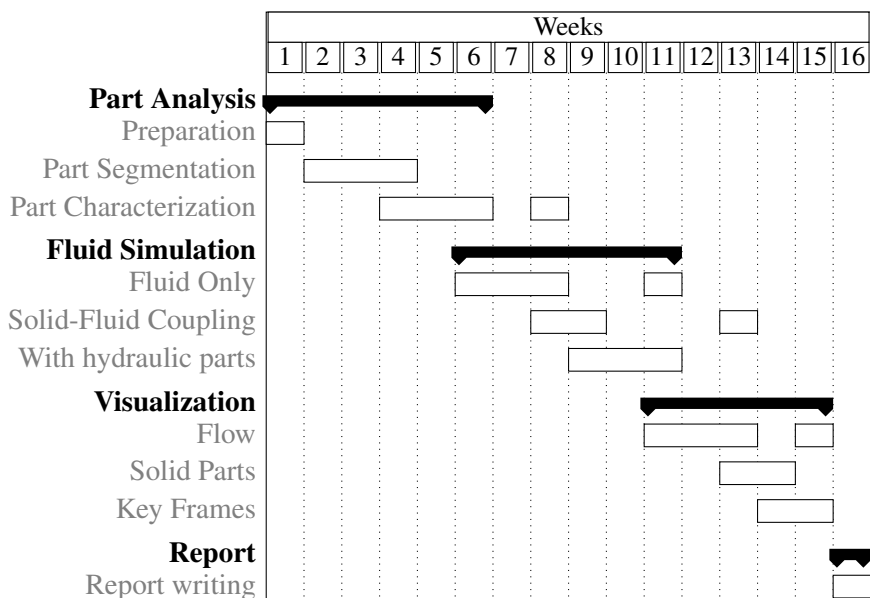 Weeks
1 2 3 4 5 6 7 8 9 10 11 12 13 14 15 16
Part Analysis
Preparation
Part Segmentation
Part Characterization
Fluid Simulation
Fluid Only
Solid-Fluid Coupling
With hydraulic parts
Visualization
Flow
Solid Parts
Key Frames
Report
Report writing